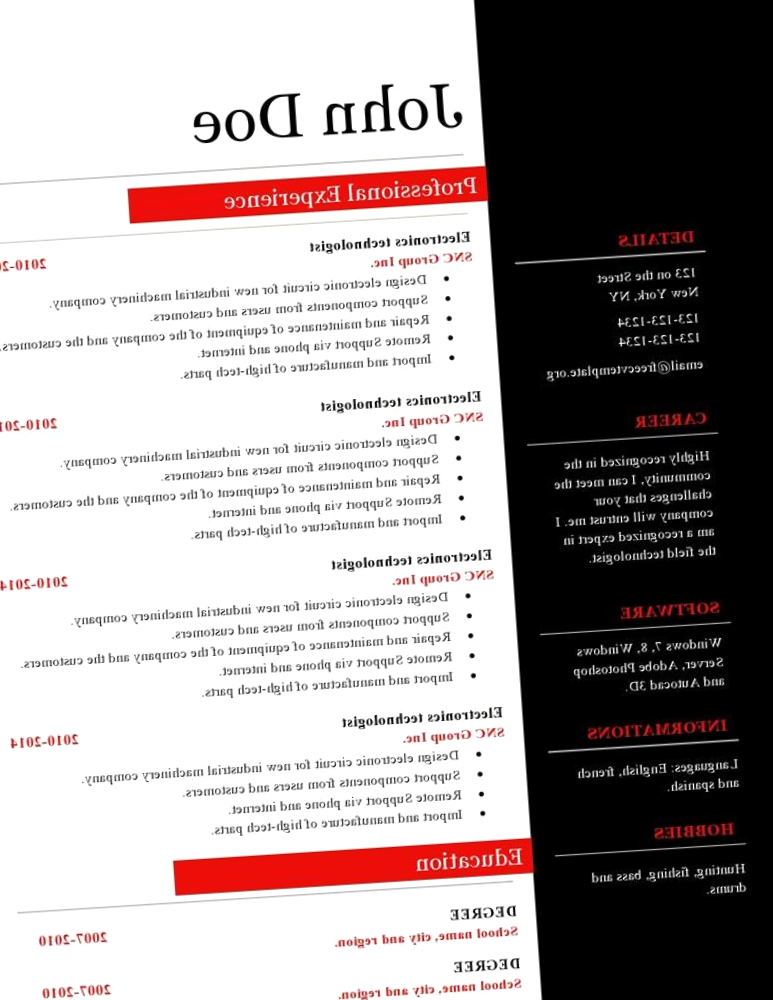 John Doe
DETAILS
123 on the Street
New York, NY
123-123-1234
123-123-1234
email@freecvtemplate.org
CAREER
Highly recognized in the
community, I can meet the
challenges that your
company will entrust me. I
am a recognized expert in
the field technologist.
SOFTWARE
Windows 7, 8, Windows
Server, Adobe Photoshop
and Autocad 3D.
INFORMATIONS
Languages: English, french
and spanish.
HOBBIES
Hunting, fishing, bass and
drums.
Professional Experience
Electronics technologist
SNC Group Inc. 2010-20
• Design electronic circuit for new industrial machinery company.
• Support components from users and customers.
• Repair and maintenance of equipment of the company and the customers.
• Remote Support via phone and internet.
• Import and manufacture of high-tech parts.
Electronics technologist
SNC Group Inc. 2010-201
• Design electronic circuit for new industrial machinery company.
• Support components from users and customers.
• Repair and maintenance of equipment of the company and the customers.
• Remote Support via phone and internet.
• Import and manufacture of high-tech parts.
Electronics technologist
SNC Group Inc. 2010-2014
• Design electronic circuit for new industrial machinery company.
• Support components from users and customers.
• Repair and maintenance of equipment of the company and the customers.
• Remote Support via phone and internet.
• Import and manufacture of high-tech parts.
Electronics technologist
SNC Group Inc. 2010-2014
• Design electronic circuit for new industrial machinery company.
• Support components from users and customers.
• Remote Support via phone and internet.
• Import and manufacture of high-tech parts.
Education
DEGREE
School name, city and region. 2007-2010
DEGREE
School name, city and region. 2007-2010